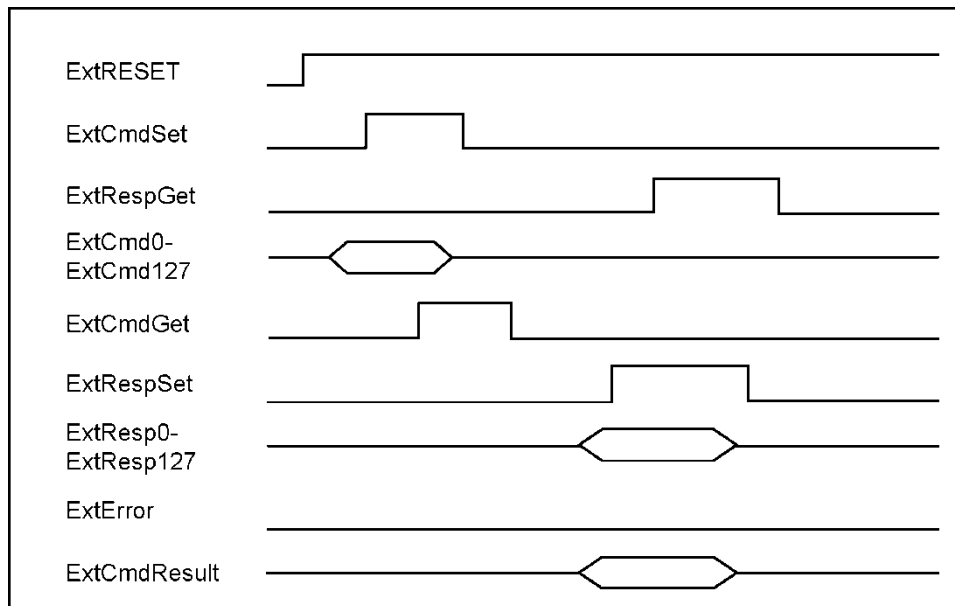 ExtRESET
ExtCmdSet
ExtRespGet
ExtCmd0-
ExtCmd127
ExtCmdGet
ExtRespSet
ExtResp0-
ExtResp127
ExtError
ExtCmdResult